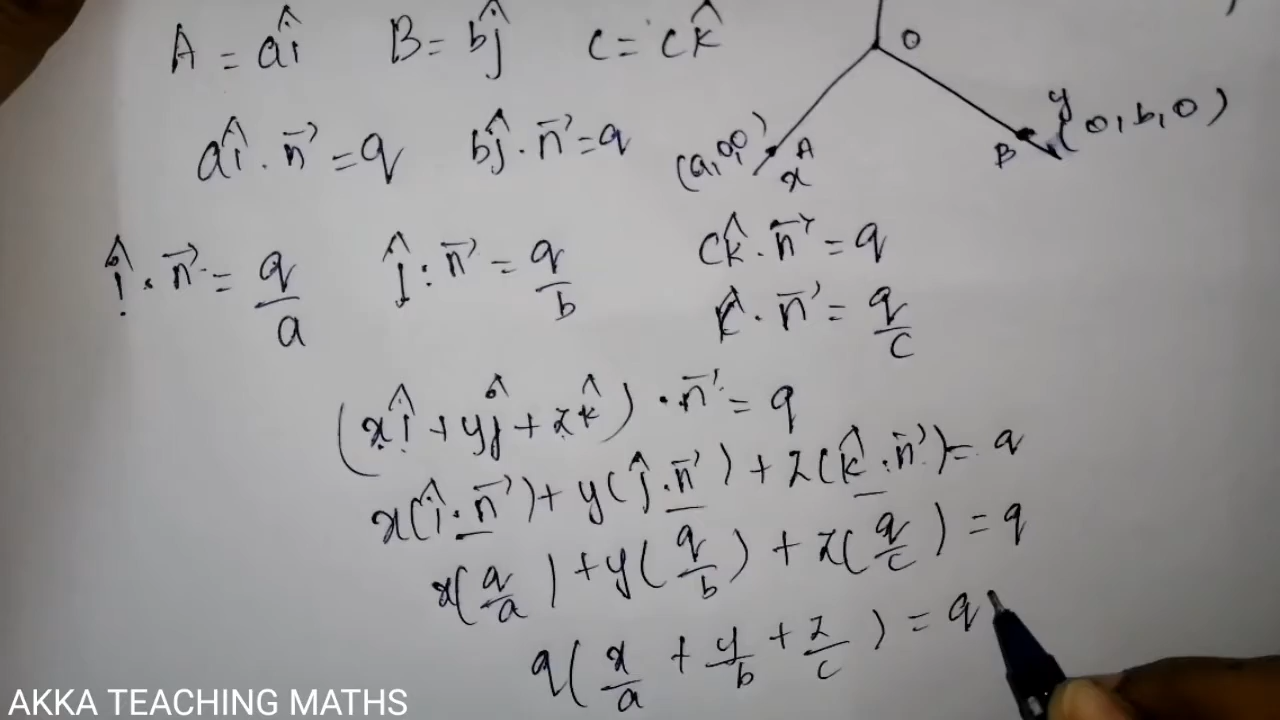 A = aî B = bĵ C = ck̂
O
aî . n⃗ = q bĵ . n⃗ = q
(a,0,0) A x
B y (0, b, 0)
î . n⃗ = q/a ĵ . n⃗ = q/b
ck̂ . n⃗ = q
k̂ . n⃗ = q/c
(xî + yĵ + zk̂) . n⃗ = q
x(î . n⃗) + y(ĵ . n⃗) + z(k̂ . n⃗) = q
x(q/a) + y(q/b) + z(q/c) = q
q(x/a + y/b + z/c) = q
AKKA TEACHING MATHS